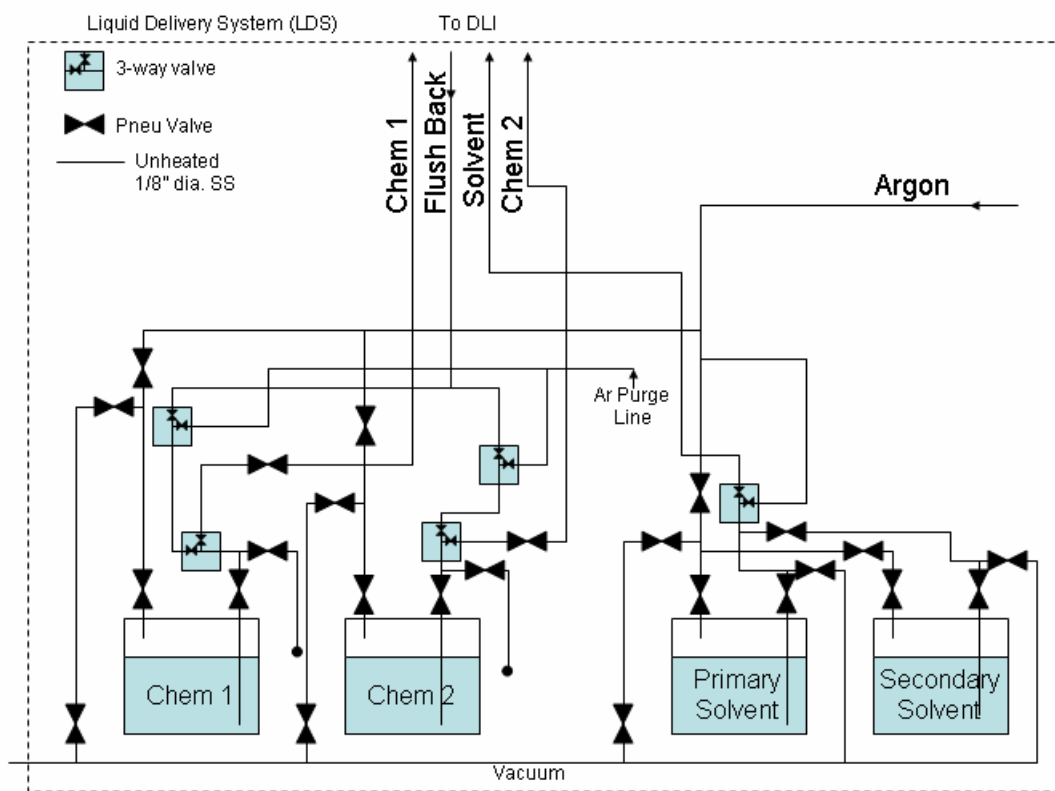 Liquid Delivery System (LDS)
To DLI
3-way valve
Pneu Valve
Unheated
1/8" dia. SS
Chem 1
Flush Back
Solvent
Chem 2
Argon
Ar Purge
Line
Chem 1
Chem 2
Primary
Solvent
Secondary
Solvent
Vacuum